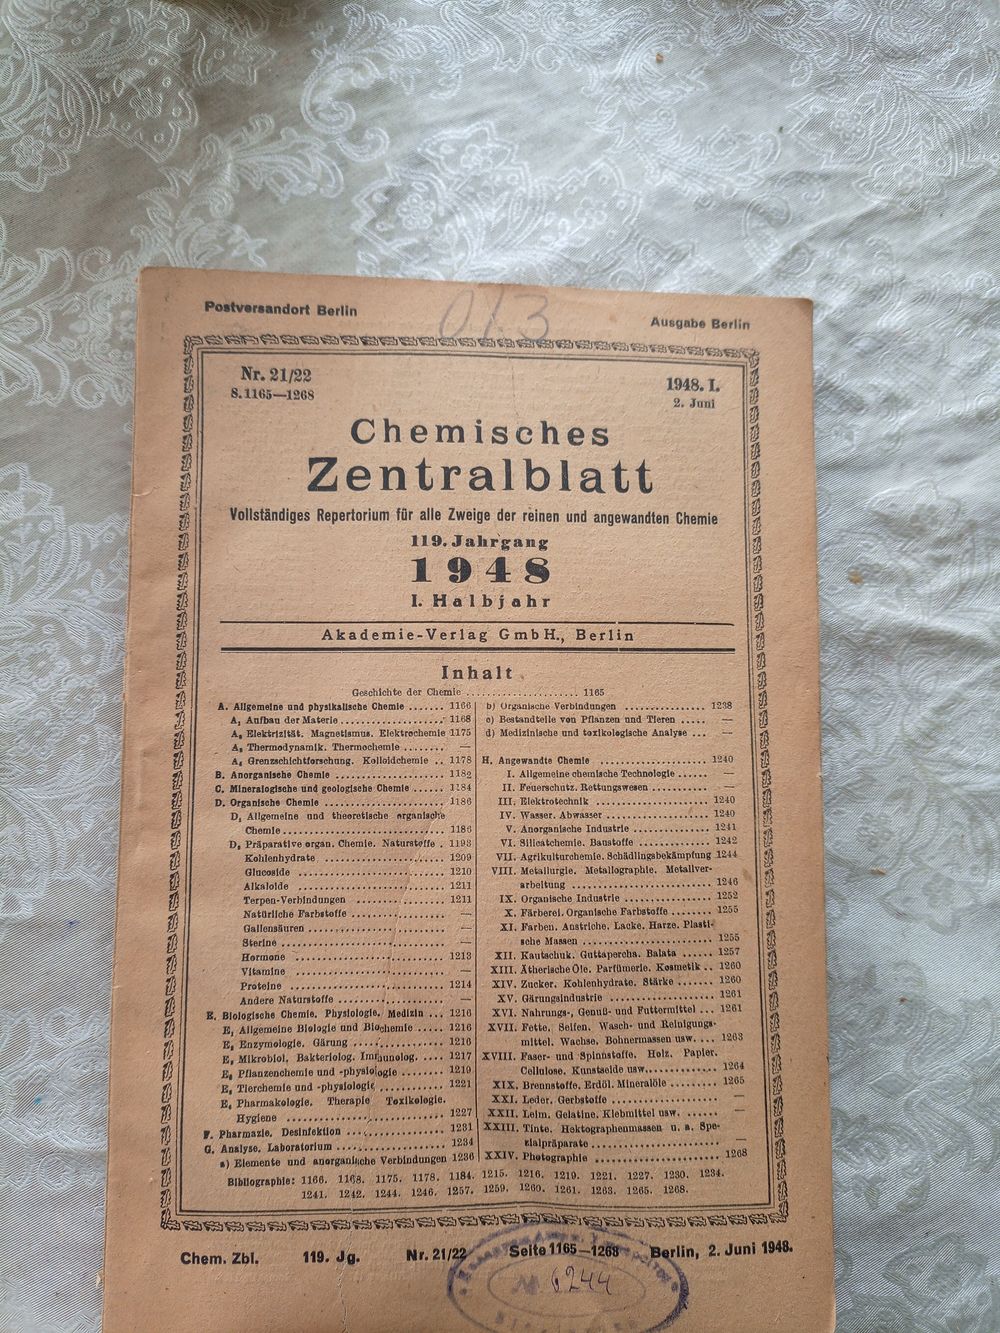 Postversandort Berlin
013
Ausgabe Berlin
Nr. 21/22
S. 1165—1268
1948. I.
2. Juni
Chemisches
Zentralblatt
Vollständiges Repertorium für alle Zweige der reinen und angewandten Chemie
119. Jahrgang
1948
I. Halbjahr
Akademie-Verlag GmbH., Berlin
Inhalt
Geschichte der Chemie ..................... 1165
A. Allgemeine und physikalische Chemie ....... 1166
A, Aufbau der Materie ..................... 1168
A, Elektrizität. Magnetismus. Elektrochemie 1175
A, Thermodynamik. Thermochemie ........ —
A, Grenzschichtforschung. Kolloidchemie .. 1178
B. Anorganische Chemie ..................... 1182
C. Mineralogische und geologische Chemie ...... 1184
D. Organische Chemie ..................... 1186
D, Allgemeine und theoretische organische
Chemie ..................... 1186
D, Präparative organ. Chemie. Naturstoffe . 1193
Kohlenhydrate ..................... 1209
Glucoside ..................... 1210
Alkaloide ..................... 1211
Terpen-Verbindungen ............... 1211
Natürliche Farbstoffe ............... —
Gallensäuren ..................... —
Sterine ..................... —
Hormone ..................... 1213
Vitamine ..................... —
Proteine ..................... 1214
Andere Naturstoffe ............... —
E. Biologische Chemie. Physiologie. Medizin ... 1216
E, Allgemeine Biologie und Biochemie ..... 1216
E, Enzymologie. Gärung ............... 1216
E, Mikrobiol. Bakteriolog. Immunolog. .... 1217
E, Pflanzenchemie und -physiologie ....... 1219
E, Tierchemie und -physiologie ............ 1221
E, Pharmakologie. Therapie Toxikologie.
Hygiene ..................... 1227
F. Pharmazie. Desinfektion ............... 1231
G. Analyse. Laboratorium ............... 1234
a) Elemente und anorganische Verbindungen 1236
b) Organische Verbindungen ............... 1238
c) Bestandteile von Pflanzen und Tieren ..... —
d) Medizinische und toxikologische Analyse ... —
H. Angewandte Chemie ..................... 1240
I. Allgemeine chemische Technologie ...... —
II. Feuerschutz. Rettungswesen ............ —
III. Elektrotechnik ..................... 1240
IV. Wasser. Abwasser ............... 1240
V. Anorganische Industrie ............... 1241
VI. Silicatchemie. Baustoffe ............... 1242
VII. Agrikulturchemie. Schädlingsbekämpfung 1244
VIII. Metallurgie. Metallographie. Metallver-
arbeitung ..................... 1246
IX. Organische Industrie ............... 1252
X. Färberei. Organische Farbstoffe ........ 1255
XI. Farben. Anstriche. Lacke. Harze. Plasti-
sche Massen ..................... 1255
XII. Kautschuk. Guttapercha. Balata ...... 1257
XIII. Ätherische Öle. Parfümerie. Kosmetik .. 1260
XIV. Zucker. Kohlenhydrate. Stärke ....... 1260
XV. Gärungsindustrie ............... 1261
XVI. Nahrungs-, Genuß- und Futtermittel ... 1261
XVII. Fette. Seifen. Wasch- und Reinigungs-
mittel. Wachse. Bohnermassen usw. ... 1263
XVIII. Faser- und Spinnstoffe. Holz. Papier.
Cellulose. Kunstseide usw. ............ 1264
XIX. Brennstoffe. Erdöl. Mineralöle ......... 1265
XXI. Leder. Gerbstoffe ............... —
XXII. Leim. Gelatine. Klebmittel usw. ...... —
XXIII. Tinte. Hektographenmassen u. a. Spe-
zialpräparate ..................... —
XXIV. Photographie ..................... 1268
Bibliographie: 1166. 1168. 1175. 1178. 1184. 1215. 1216. 1219. 1221. 1227. 1230. 1234.
1241. 1242. 1244. 1246. 1257. 1259. 1260. 1261. 1263. 1265. 1268.
Chem. Zbl. 119. Jg. Nr. 21/22 Seite 1165—1268 Berlin, 2. Juni 1948.
№ 6244